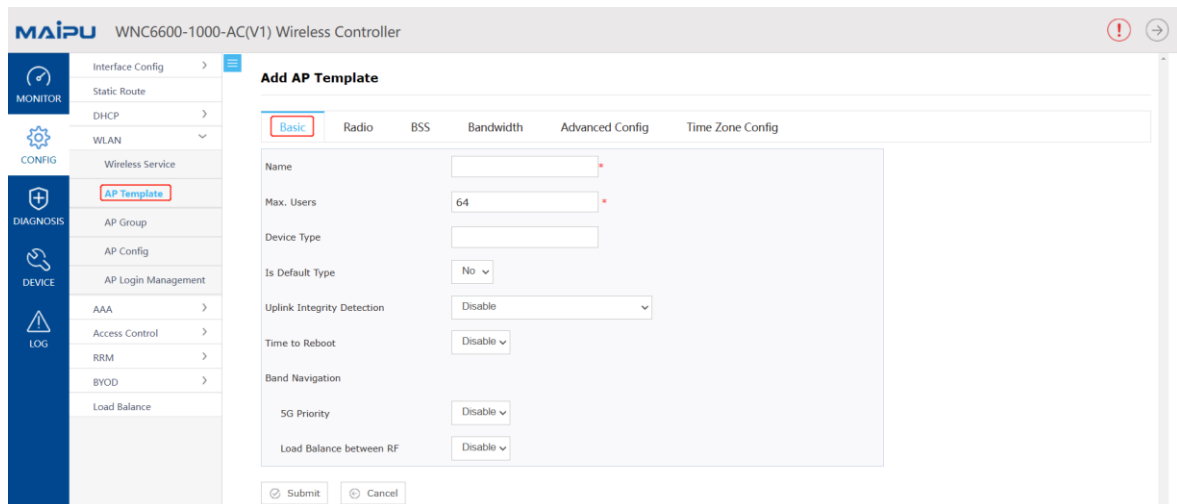 MAIPU WNC6600-1000-AC(V1) Wireless Controller
MONITOR
CONFIG
DIAGNOSIS
DEVICE
LOG
Interface Config
Static Route
DHCP
WLAN
Wireless Service
AP Template
AP Group
AP Config
AP Login Management
AAA
Access Control
RRM
BYOD
Load Balance
Add AP Template
Basic Radio BSS Bandwidth Advanced Config Time Zone Config
Name *
Max. Users 64 *
Device Type
Is Default Type No
Uplink Integrity Detection Disable
Time to Reboot Disable
Band Navigation
5G Priority Disable
Load Balance between RF Disable
Submit Cancel